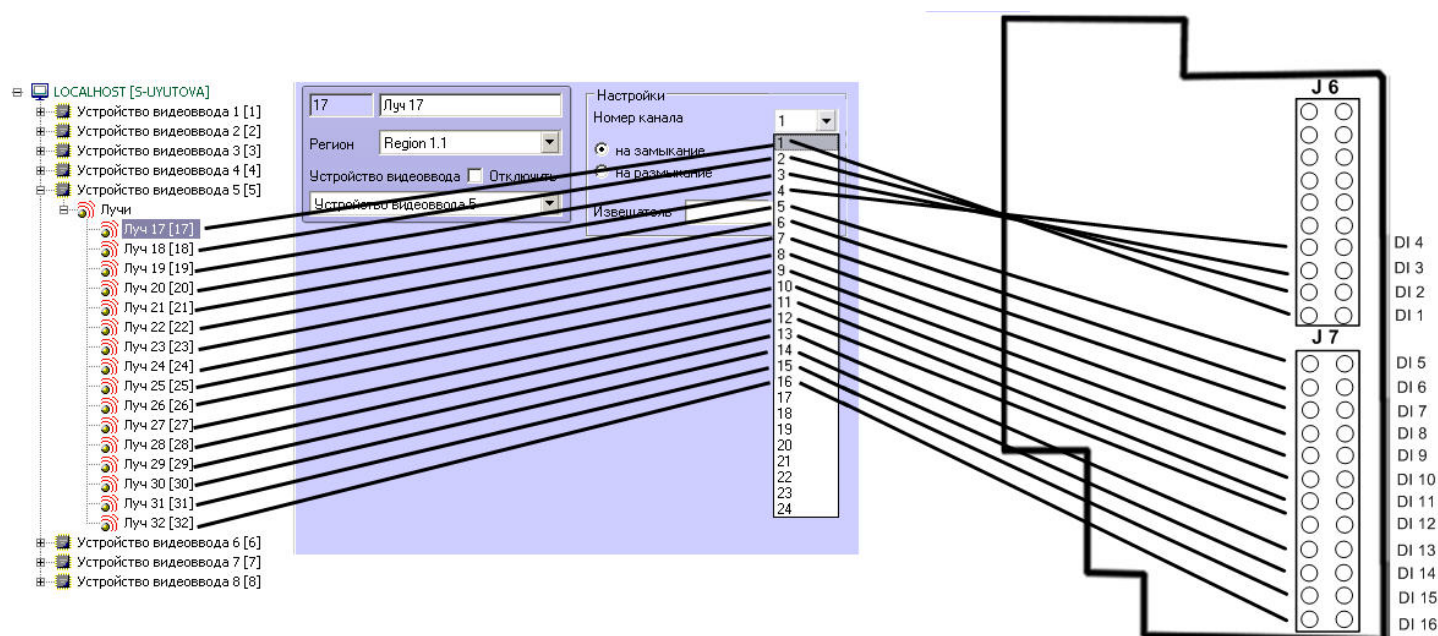 LOCALHOST [S-UYUTOVA]
Устройство видеоввода 1 [1]
Устройство видеоввода 2 [2]
Устройство видеоввода 3 [3]
Устройство видеоввода 4 [4]
Устройство видеоввода 5 [5]
Лучи
Луч 17 [17]
Луч 18 [18]
Луч 19 [19]
Луч 20 [20]
Луч 21 [21]
Луч 22 [22]
Луч 23 [23]
Луч 24 [24]
Луч 25 [25]
Луч 26 [26]
Луч 27 [27]
Луч 28 [28]
Луч 29 [29]
Луч 30 [30]
Луч 31 [31]
Луч 32 [32]
Устройство видеоввода 6 [6]
Устройство видеоввода 7 [7]
Устройство видеоввода 8 [8]
17 Луч 17
Регион Region 1.1
Устройство видеоввода Отключить
Устройство видеоввода 5
Настройки
Номер канала 1
на замыкание
на размыкание
Извещатель
1
2
3
4
5
6
7
8
9
10
11
12
13
14
15
16
17
18
19
20
21
22
23
24
J 6
DI 4
DI 3
DI 2
DI 1
J 7
DI 5
DI 6
DI 7
DI 8
DI 9
DI 10
DI 11
DI 12
DI 13
DI 14
DI 15
DI 16